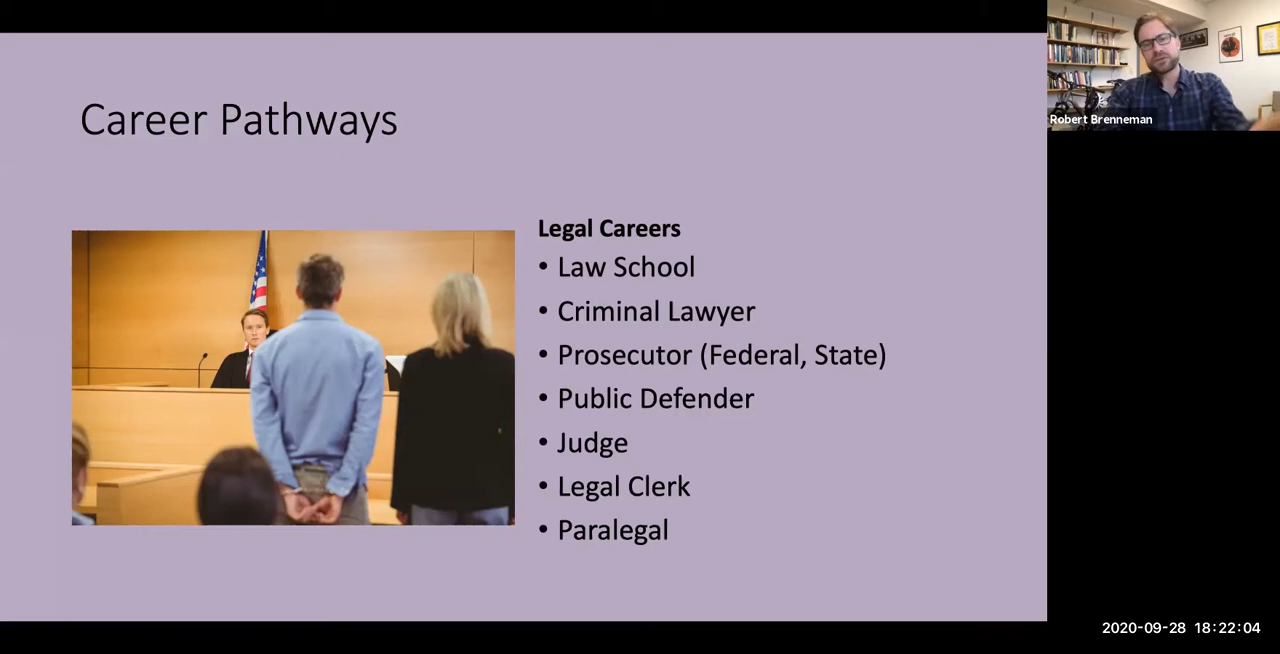 Career Pathways
Legal Careers
• Law School
• Criminal Lawyer
• Prosecutor (Federal, State)
• Public Defender
• Judge
• Legal Clerk
• Paralegal
Robert Brenneman
2020-09-28 18:22:04